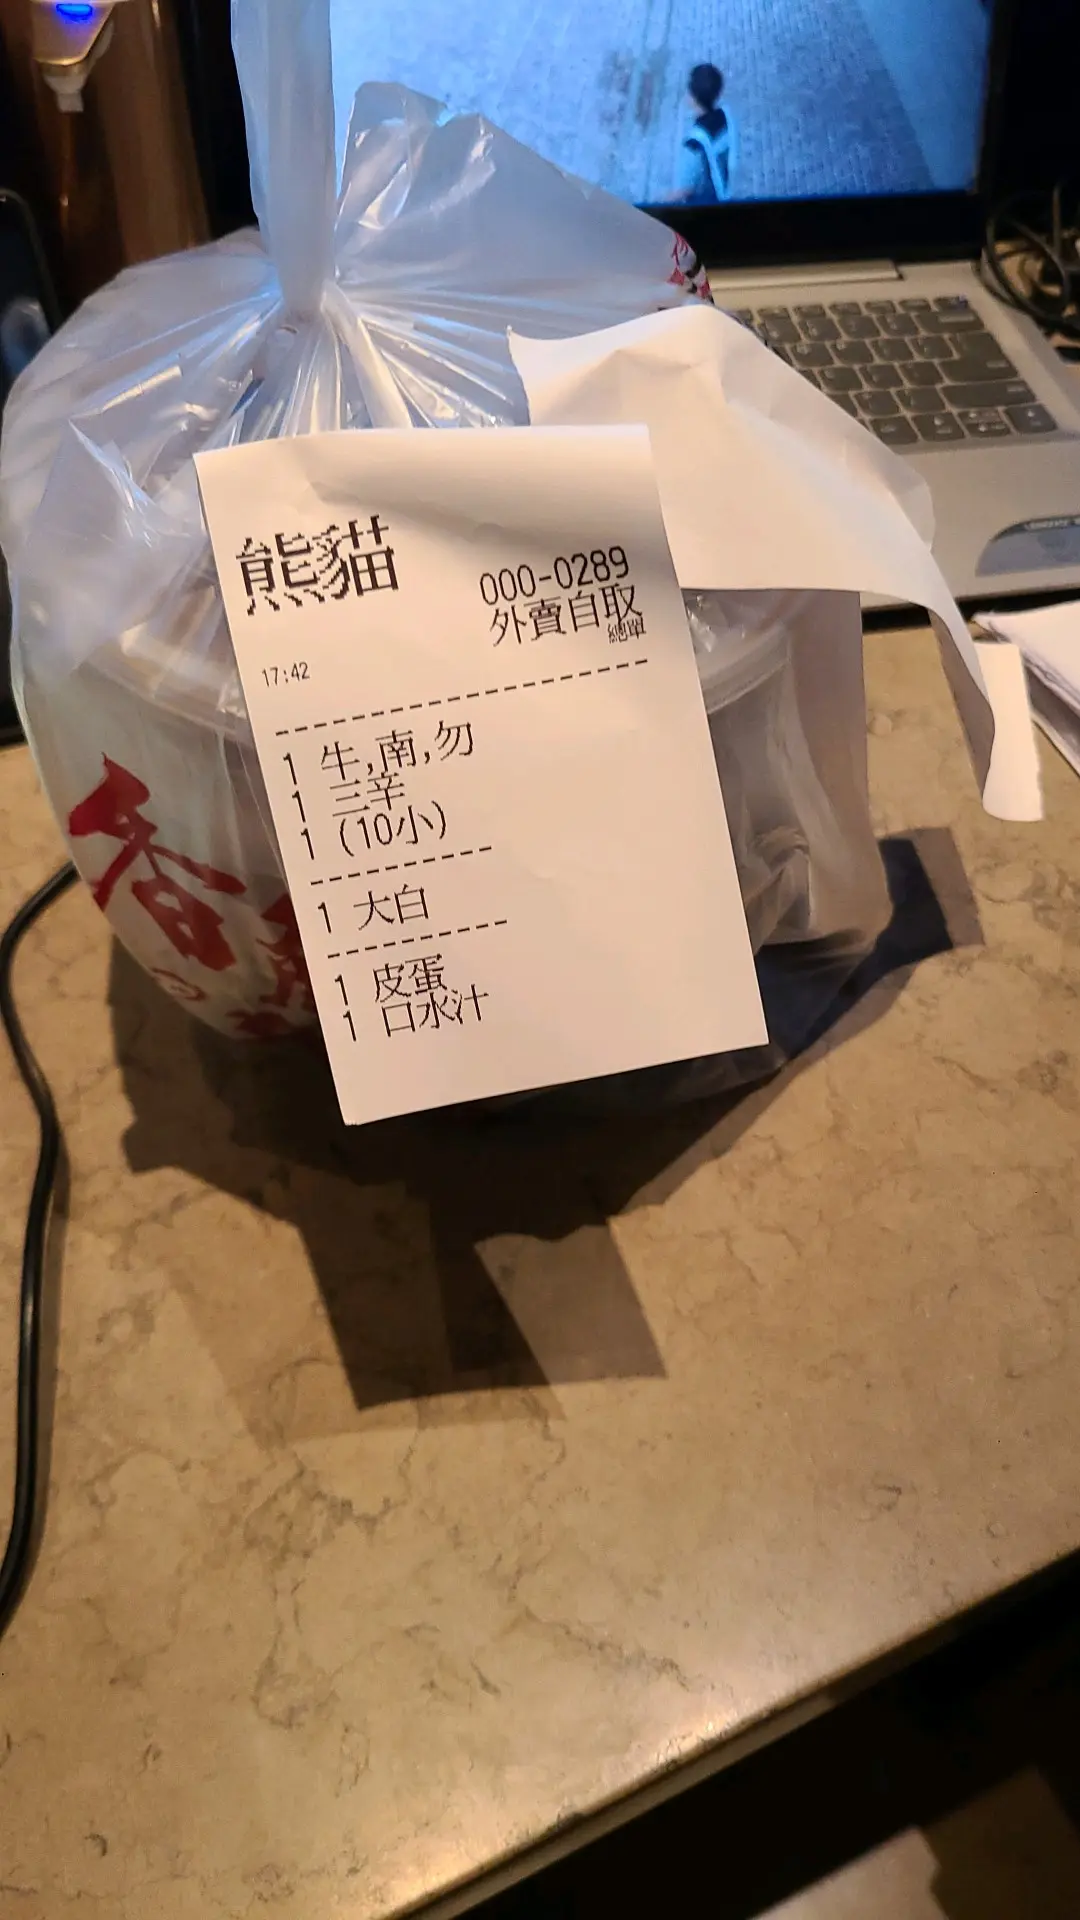 熊貓
000-0289
外賣自取
總單
17:42
1 牛,南,勿
1 三辛
1 (10小)
1 大白
1 皮蛋
1 口水汁
香